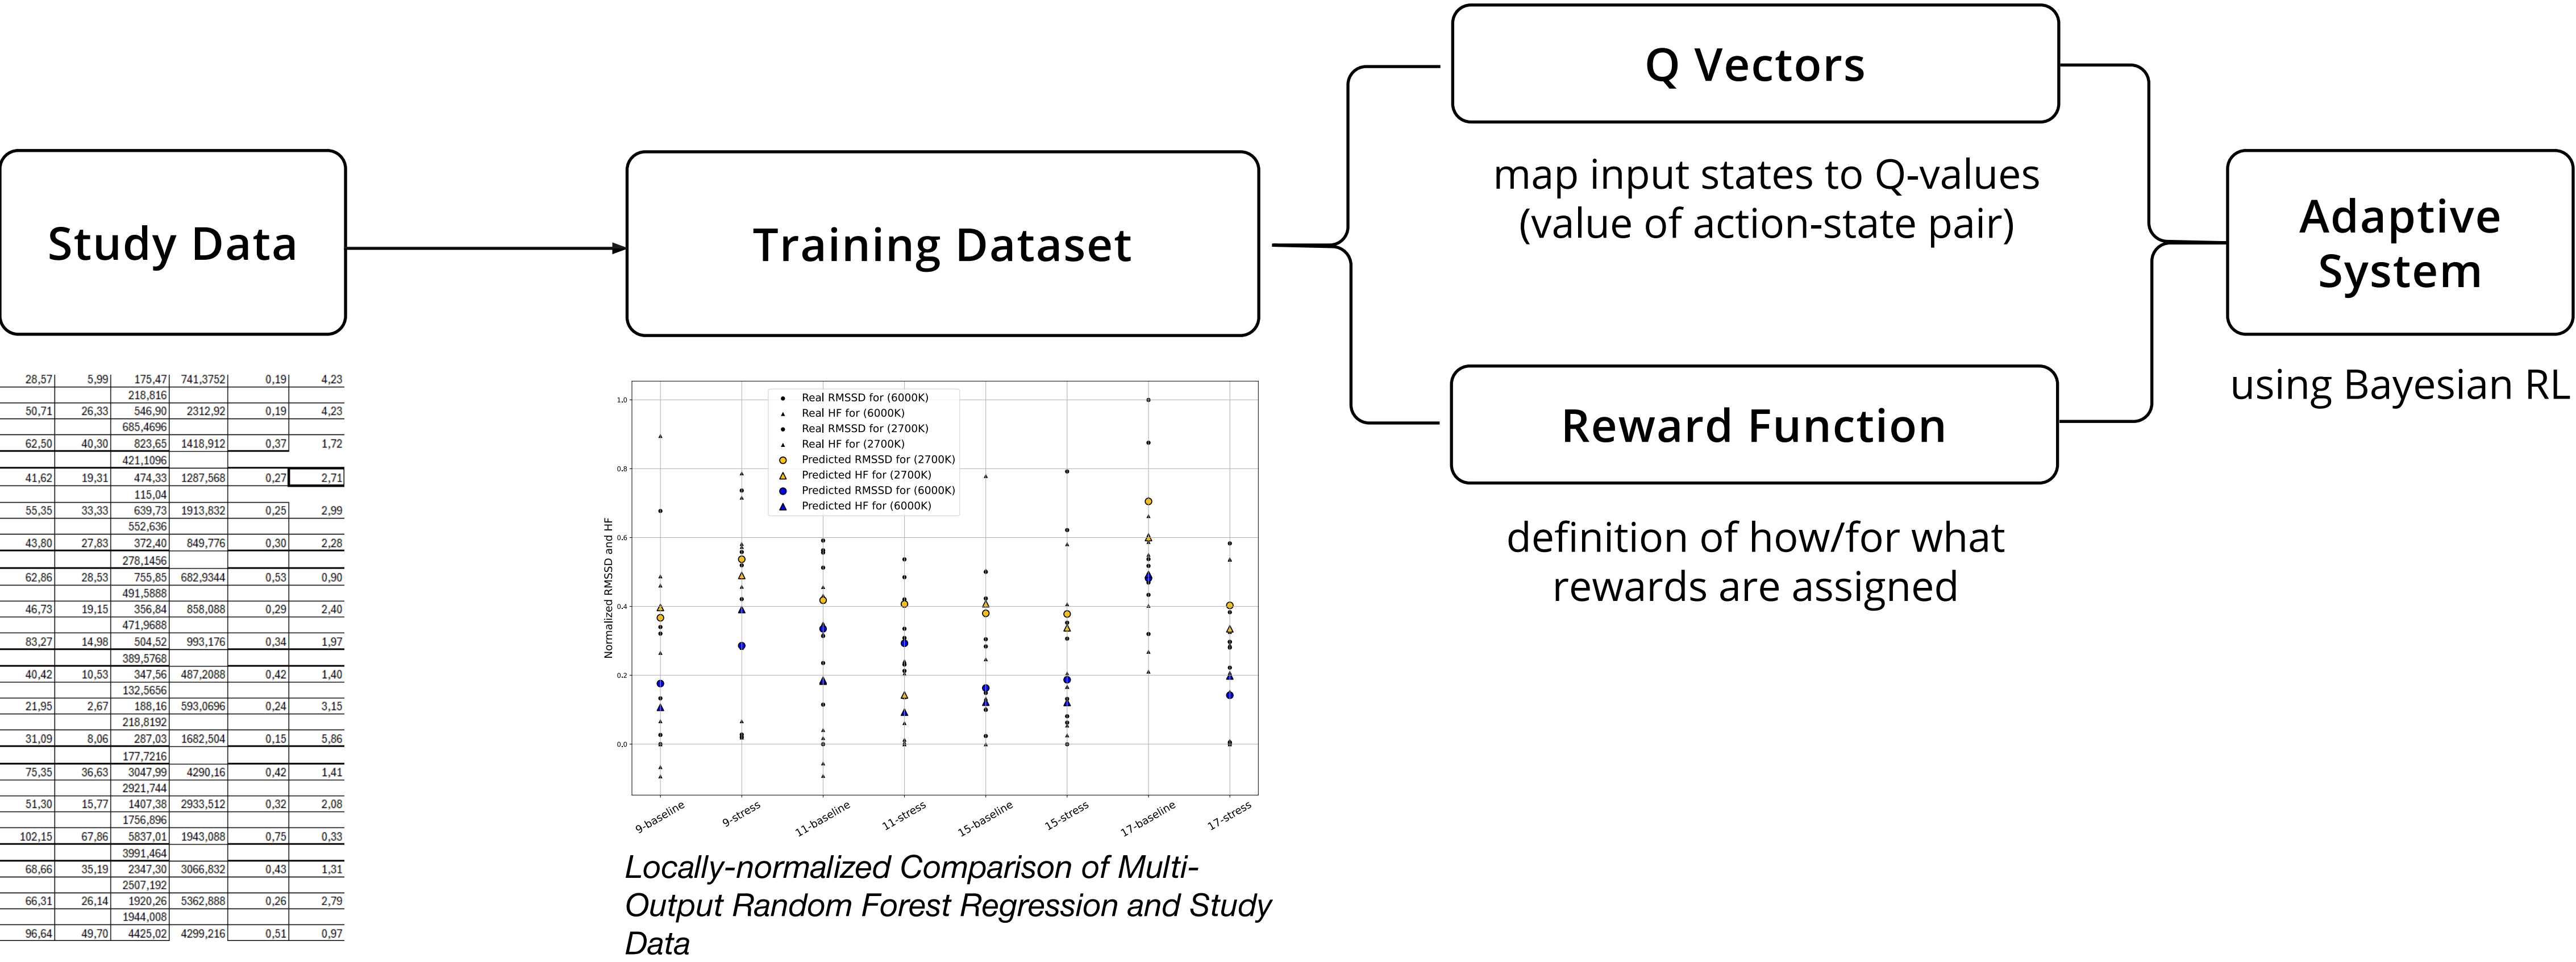 Study Data
28,57 5,99 175,47 741,3752 0,19 4,23
218,816
50,71 26,33 546,90 2312,92 0,19 4,23
685,4696
62,50 40,30 823,65 1418,912 0,37 1,72
421,1096
41,62 19,31 474,33 1287,568 0,27 2,71
115,04
55,35 33,33 639,73 1913,832 0,25 2,99
552,636
43,80 27,83 372,40 849,776 0,30 2,28
278,1456
62,86 28,53 755,85 682,9344 0,53 0,90
491,5888
46,73 19,15 356,84 858,088 0,29 2,40
471,9688
83,27 14,98 504,52 993,176 0,34 1,97
389,5768
40,42 10,53 347,56 487,2088 0,42 1,40
132,5656
21,95 2,67 188,16 593,0696 0,24 3,15
218,8192
31,09 8,06 287,03 1682,504 0,15 5,86
177,7216
75,35 36,63 3047,99 4290,16 0,42 1,41
2921,744
51,30 15,77 1407,38 2933,512 0,32 2,08
1756,896
102,15 67,86 5837,01 1943,088 0,75 0,33
3991,464
68,66 35,19 2347,30 3066,832 0,43 1,31
2507,192
66,31 26,14 1920,26 5362,888 0,26 2,79
1944,008
96,64 49,70 4425,02 4299,216 0,51 0,97
Training Dataset
Normalized RMSSD and HF
1.0
0.8
0.6
0.4
0.2
0.0
Real RMSSD for (6000K)
Real HF for (6000K)
Real RMSSD for (2700K)
Real HF for (2700K)
Predicted RMSSD for (2700K)
Predicted HF for (2700K)
Predicted RMSSD for (6000K)
Predicted HF for (6000K)
9-baseline
9-stress
11-baseline
11-stress
15-baseline
15-stress
17-baseline
17-stress
Locally-normalized Comparison of Multi-
Output Random Forest Regression and Study
Data
Q Vectors
map input states to Q-values
(value of action-state pair)
Reward Function
definition of how/for what
rewards are assigned
Adaptive
System
using Bayesian RL